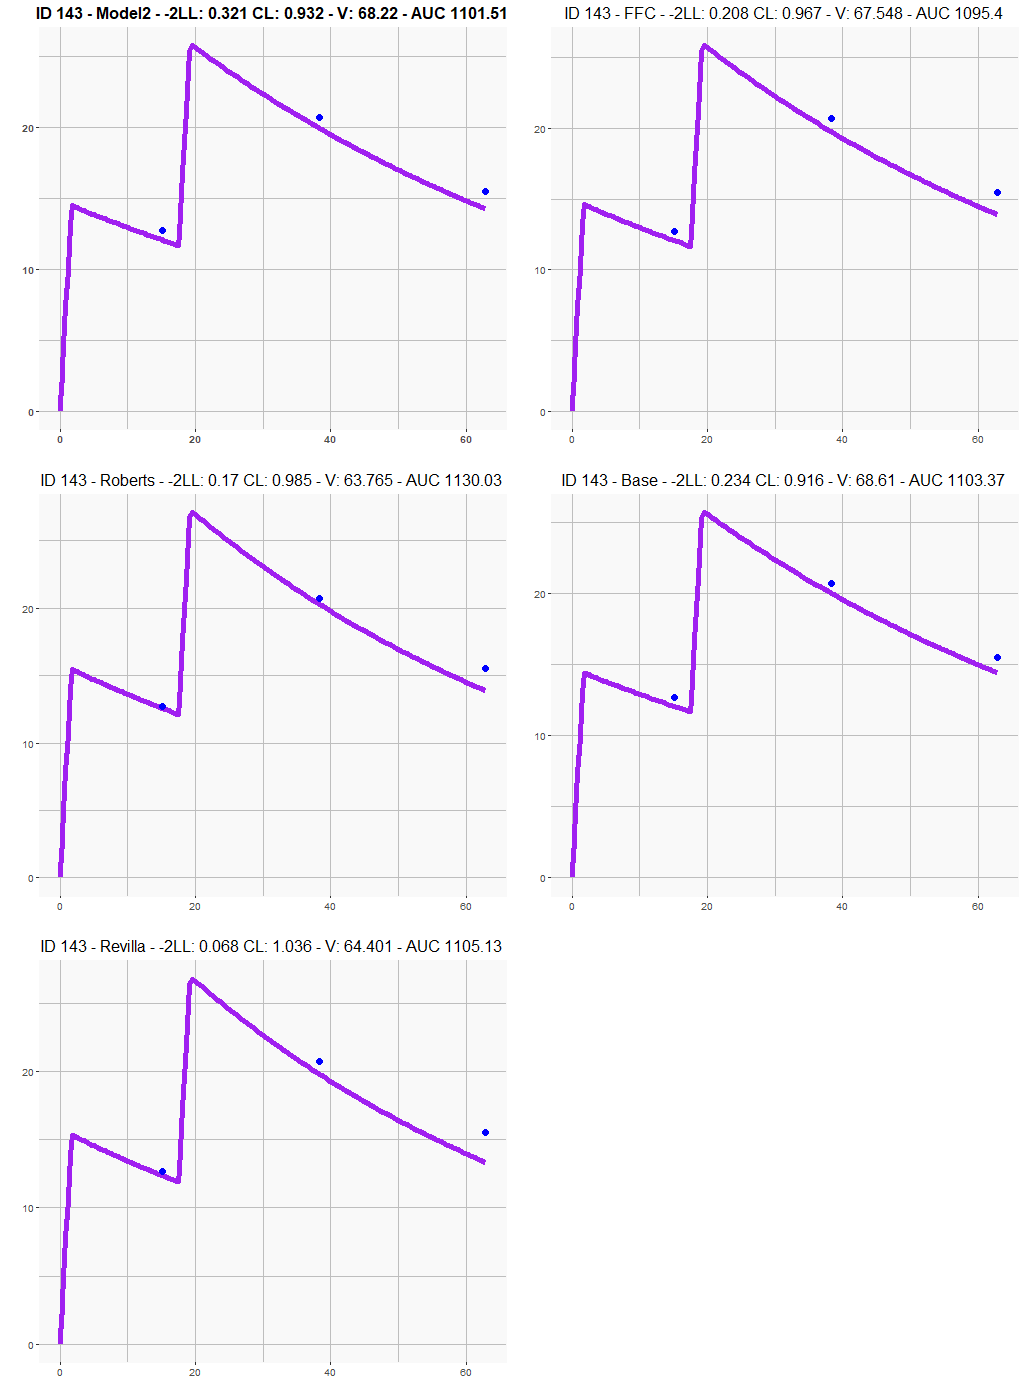 ID 143 - Model2 - -2LL: 0.321 CL: 0.932 - V: 68.22 - AUC 1101.51
20
10
0
0 20 40 60
ID 143 - FFC - -2LL: 0.208 CL: 0.967 - V: 67.548 - AUC 1095.4
20
10
0
0 20 40 60
ID 143 - Roberts - -2LL: 0.17 CL: 0.985 - V: 63.765 - AUC 1130.03
20
10
0
0 20 40 60
ID 143 - Base - -2LL: 0.234 CL: 0.916 - V: 68.61 - AUC 1103.37
20
10
0
0 20 40 60
ID 143 - Revilla - -2LL: 0.068 CL: 1.036 - V: 64.401 - AUC 1105.13
20
10
0
0 20 40 60